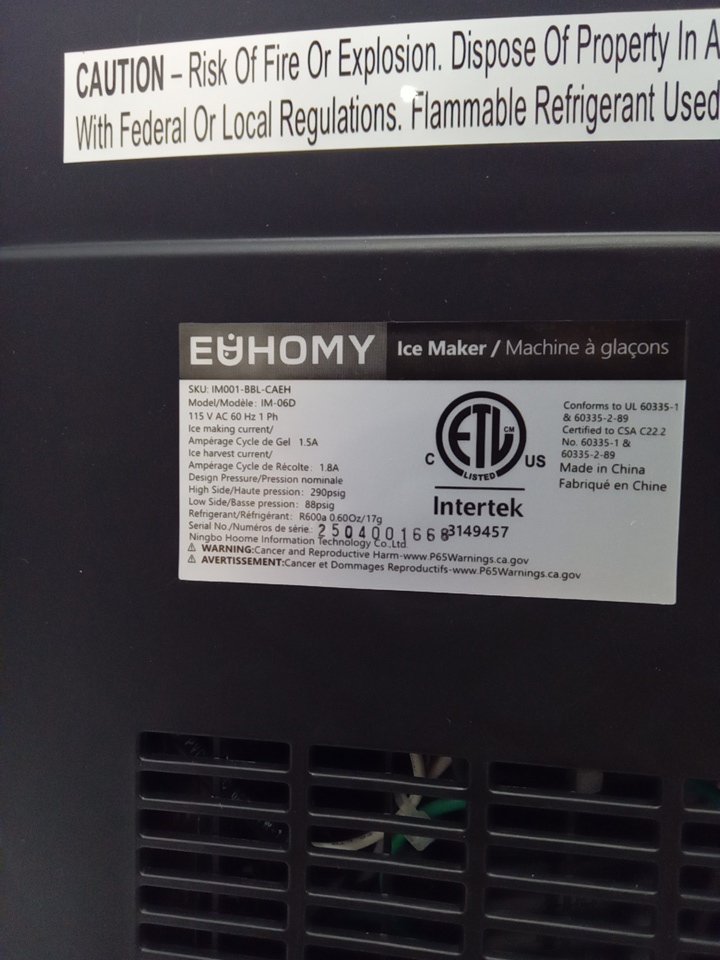 CAUTION – Risk Of Fire Or Explosion. Dispose Of Property In A
With Federal Or Local Regulations. Flammable Refrigerant Used
EUHOMY Ice Maker / Machine à glaçons
SKU: IM001-BBL-CAEH
Model/Modèle: IM-06D
115 V AC 60 Hz 1 Ph
Ice making current/
Ampérage Cycle de Gel 1.5A
Ice harvest current/
Ampérage Cycle de Récolte: 1.8A
Design Pressure/Pression nominale
High Side/Haute pression: 290psig
Low Side/Basse pression: 88psig
Refrigerant/Réfrigérant: R600a 0.60Oz/17g
Serial No./Numéros de série: 2504001668
Ningbo Hoome Information Technology Co.,Ltd
⚠ WARNING:Cancer and Reproductive Harm-www.P65Warnings.ca.gov
⚠ AVERTISSEMENT:Cancer et Dommages Reproductifs-www.P65Warnings.ca.gov
ETL CM
C US
LISTED
Intertek
3149457
Conforms to UL 60335-1
& 60335-2-89
Certified to CSA C22.2
No. 60335-1 &
60335-2-89
Made in China
Fabriqué en Chine